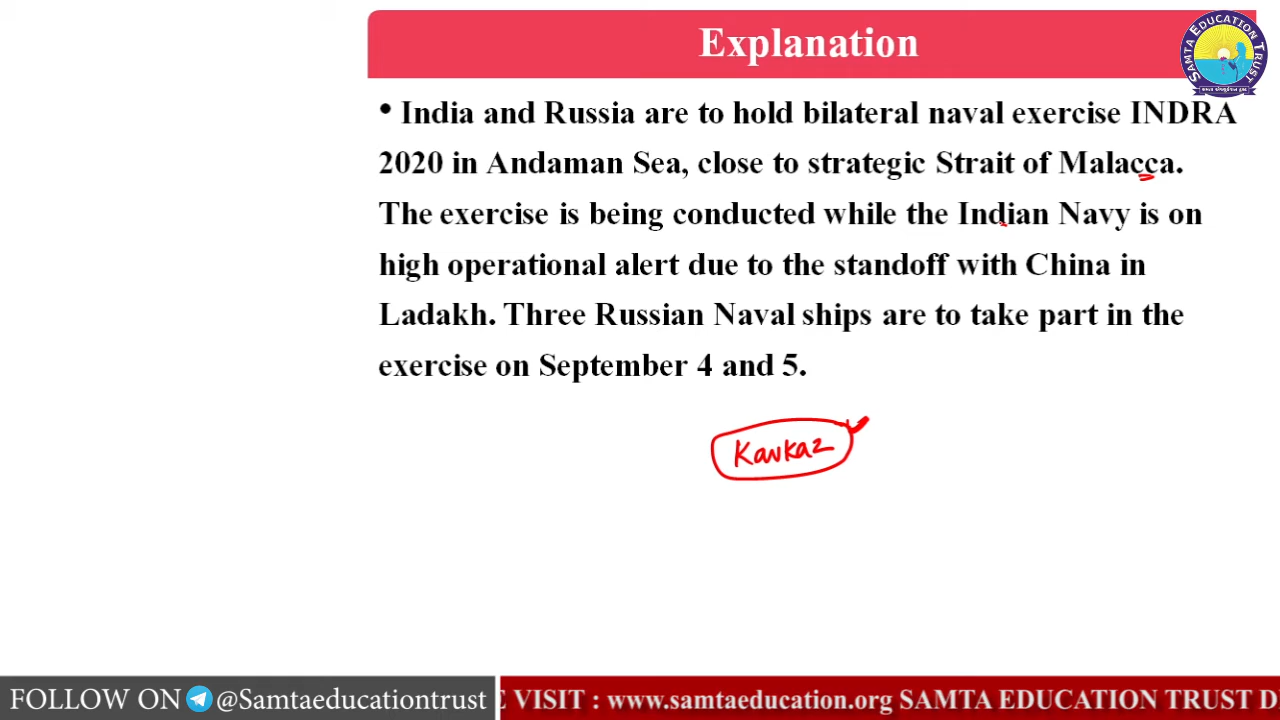 Explanation
SAMTA EDUCATION TRUST
• India and Russia are to hold bilateral naval exercise INDRA
2020 in Andaman Sea, close to strategic Strait of Malacca.
The exercise is being conducted while the Indian Navy is on
high operational alert due to the standoff with China in
Ladakh. Three Russian Naval ships are to take part in the
exercise on September 4 and 5.
Kavkaz
FOLLOW ON @Samtaeducationtrust
E VISIT : www.samtaeducation.org SAMTA EDUCATION TRUST D